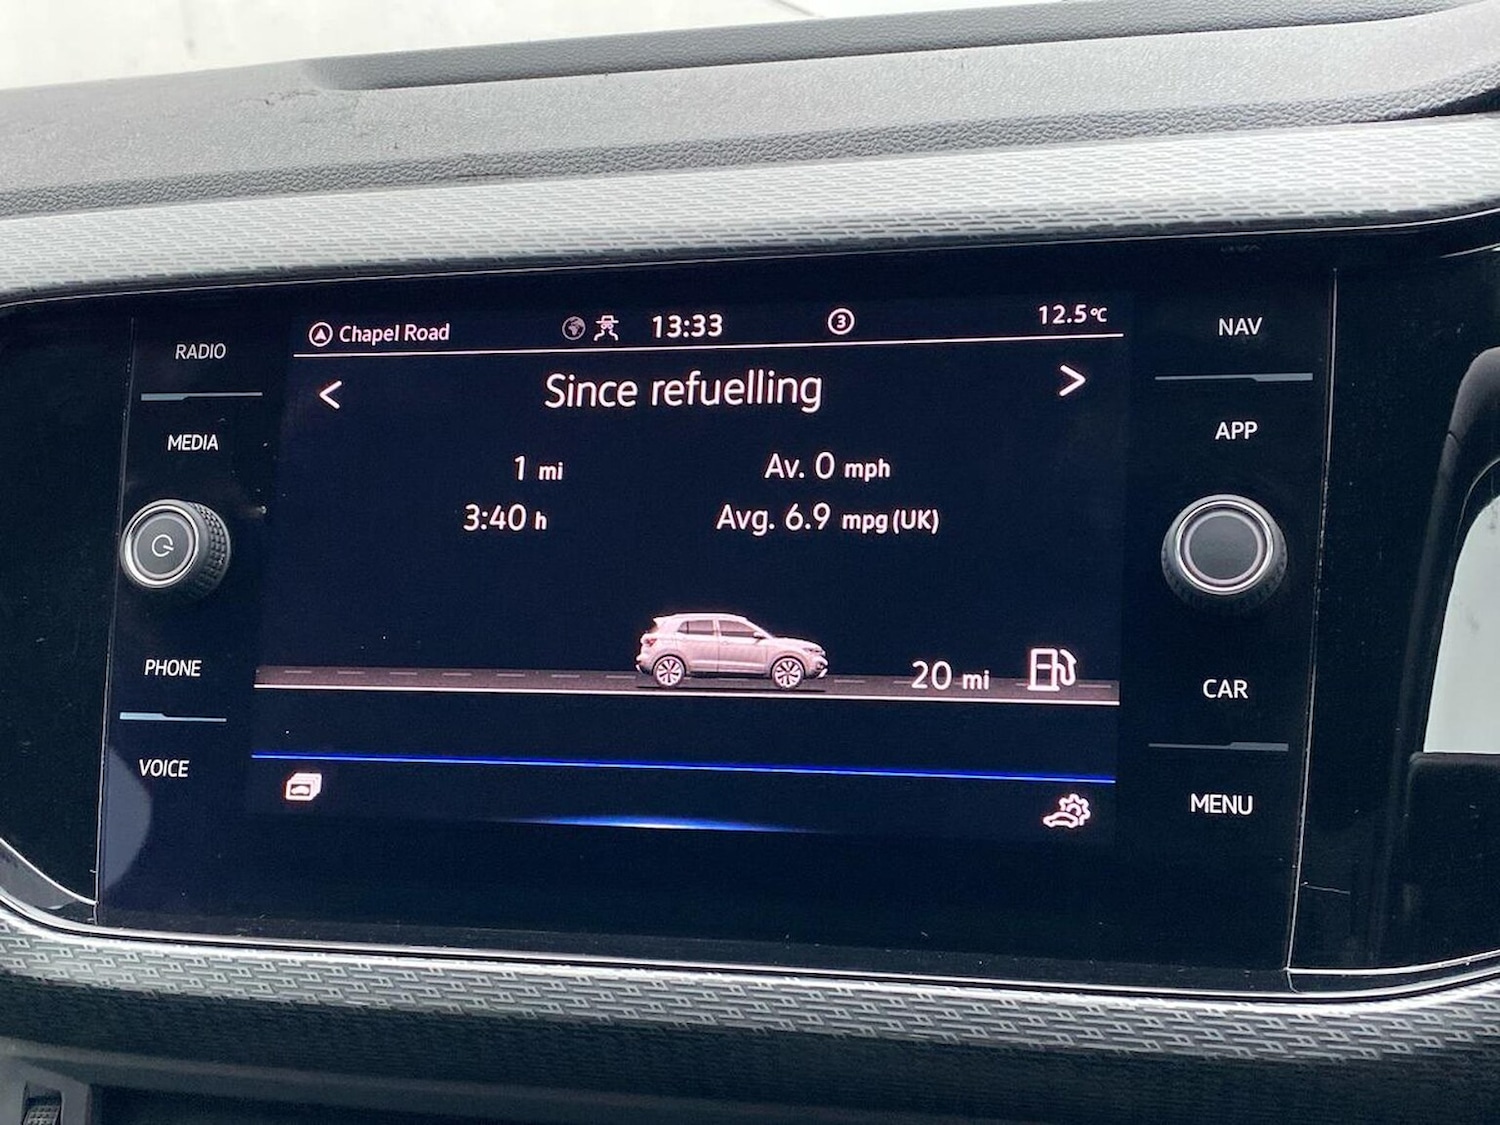 Chapel Road
13:33
3
12.5°C
RADIO
NAV
<
Since refuelling
>
MEDIA
APP
1 mi
Av. 0 mph
3:40 h
Avg. 6.9 mpg (UK)
PHONE
20 mi
CAR
VOICE
MENU